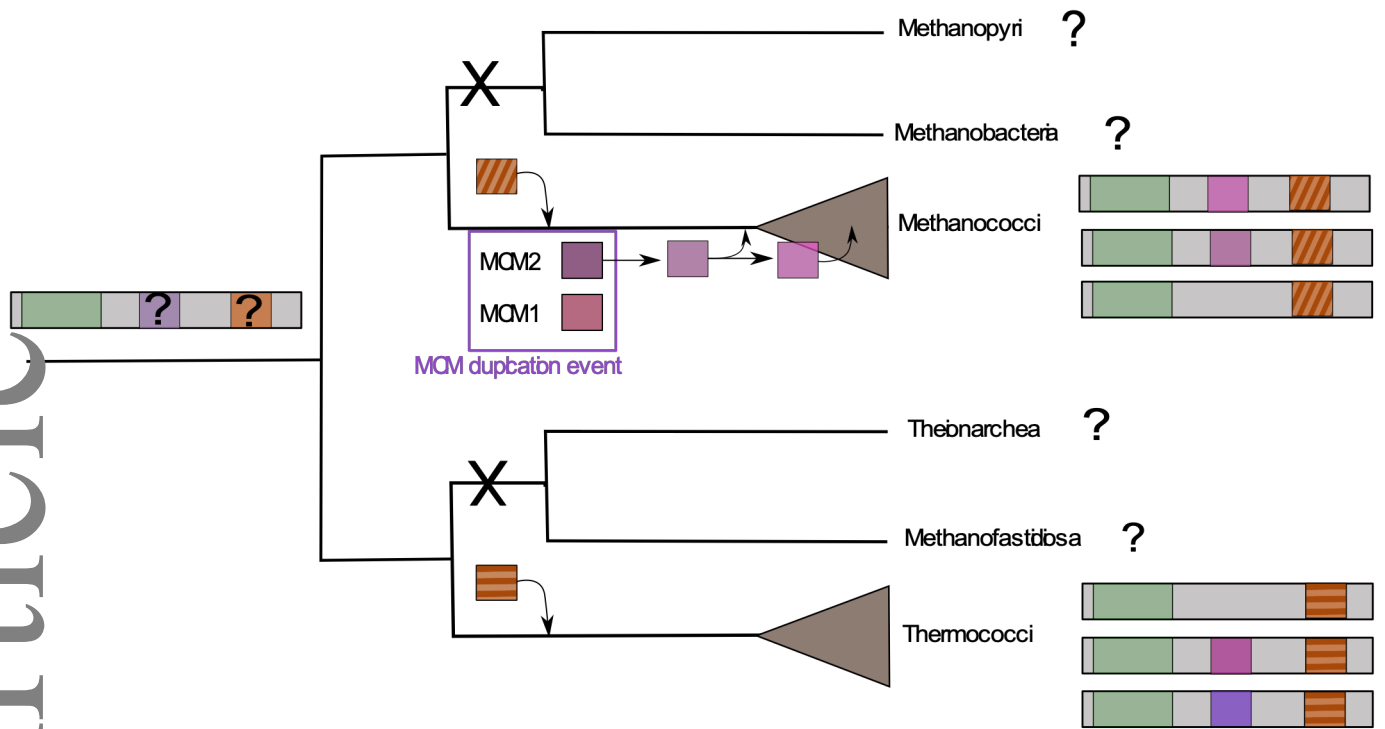 Methanopyri ?
X
Methanobacteria ?
Methanococci
MCM2
? ?
MCM1
MCM duplication event
Theionarchea ?
X
Methanofastidiosa ?
Thermococci